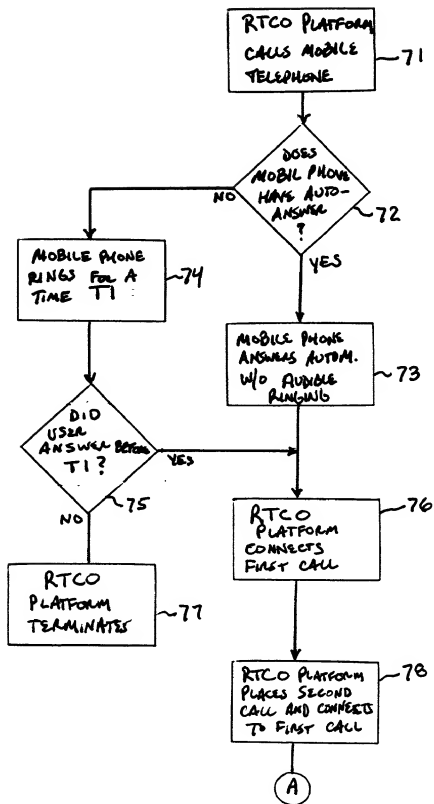 RTCO PLATFORM
CALLS MOBILE
TELEPHONE
71
DOES
MOBIL PHONE
HAVE AUTO-
ANSWER
?
72
NO
YES
MOBILE PHONE
RINGS FOR A
TIME T1
74
MOBILE PHONE
ANSWERS AUTOM.
W/O AUDIBLE
RINGING
73
DID
USER
ANSWER BEFORE
T1?
75
YES
NO
RTCO
PLATFORM
CONNECTS
FIRST CALL
76
RTCO
PLATFORM
TERMINATES
77
RTCO PLATFORM
PLACES SECOND
CALL AND CONNECTS
TO FIRST CALL
78
A